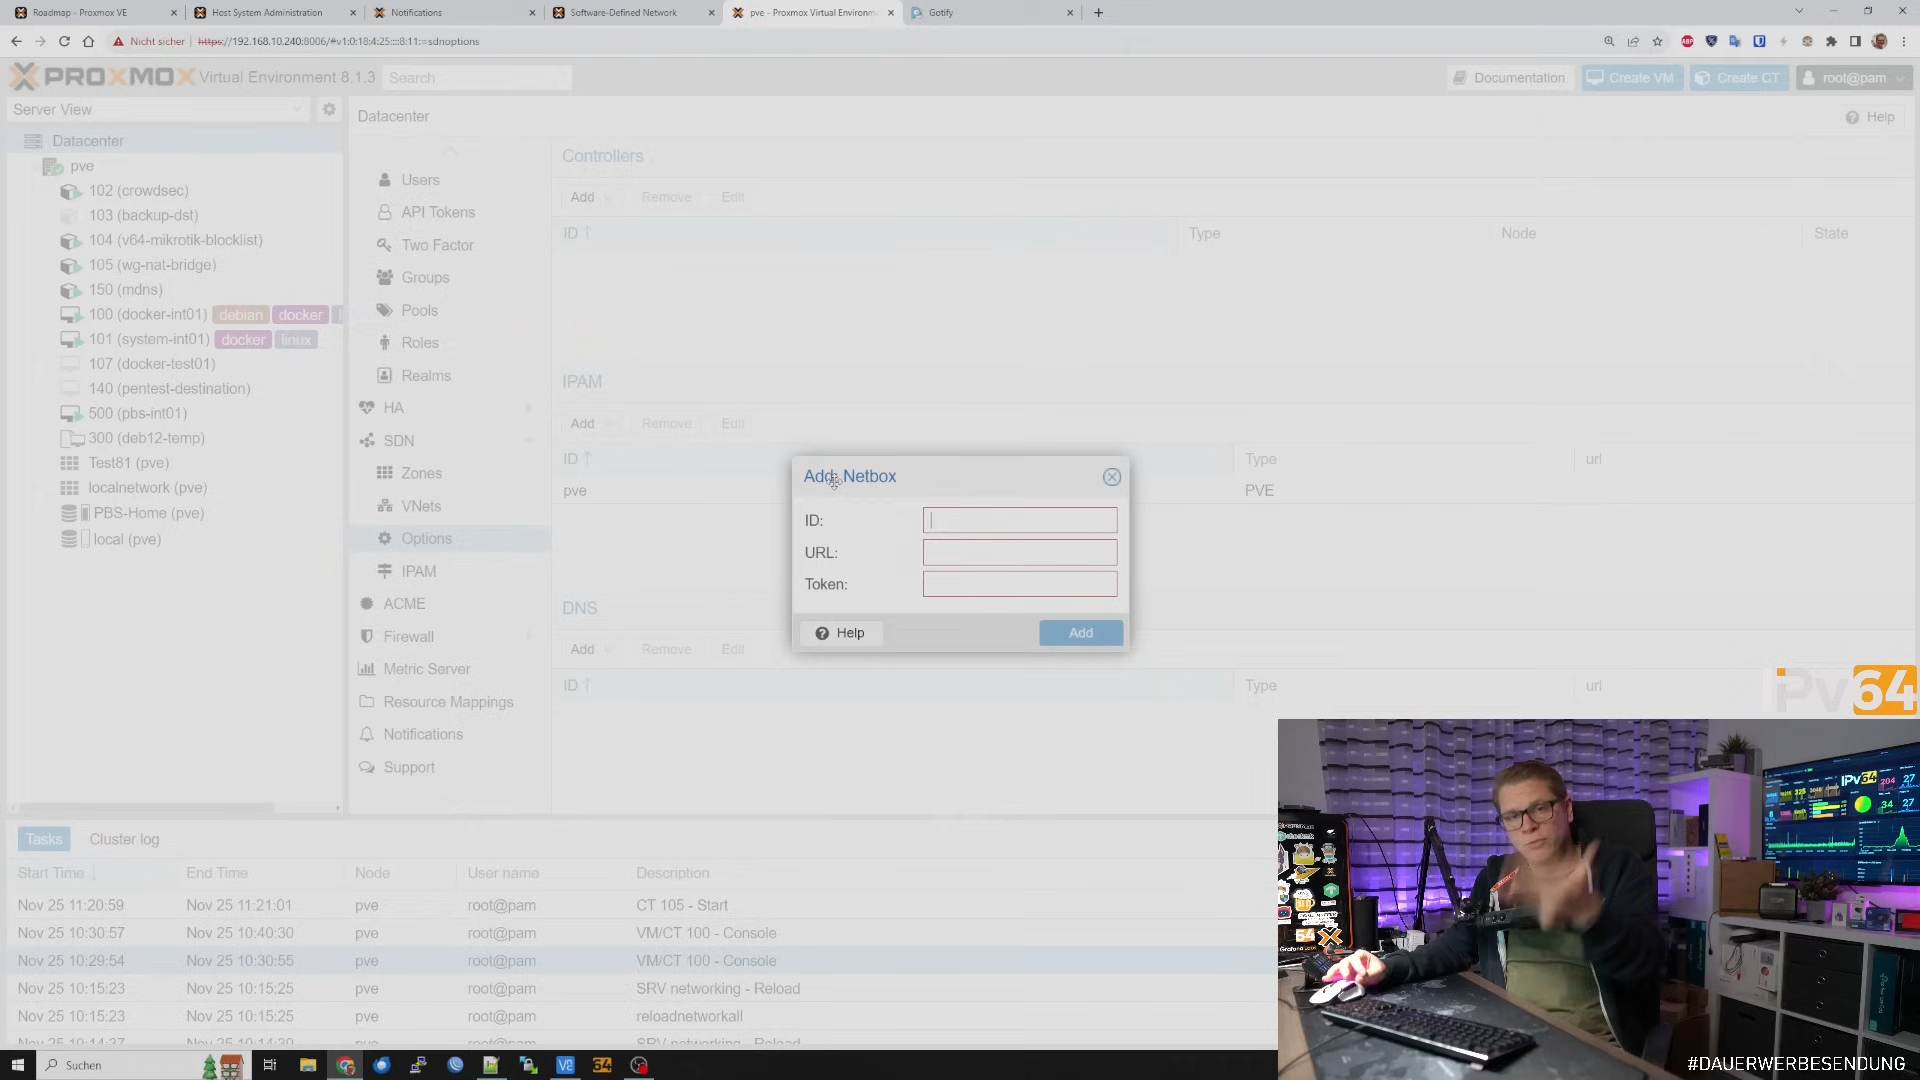 Roadmap - Proxmox VE
Host System Administration
Notifications
Software-Defined Network
pve - Proxmox Virtual Environm
Gotify
Nicht sicher
https://192.168.10.240:8006/#v1:0:18:4:25::::8:11:=sdnoptions
PROXMOX Virtual Environment 8.1.3
Search
Documentation
Create VM
Create CT
root@pam
Server View
Datacenter
pve
102 (crowdsec)
103 (backup-dst)
104 (v64-mikrotik-blocklist)
105 (wg-nat-bridge)
150 (mdns)
100 (docker-int01) debian docker
101 (system-int01) docker linux
107 (docker-test01)
140 (pentest-destination)
500 (pbs-int01)
300 (deb12-temp)
Test81 (pve)
localnetwork (pve)
PBS-Home (pve)
local (pve)
Datacenter
Help
Users
API Tokens
Two Factor
Groups
Pools
Roles
Realms
HA
SDN
Zones
VNets
Options
IPAM
ACME
Firewall
Metric Server
Resource Mappings
Notifications
Support
Controllers
Add Remove Edit
ID Type Node State
IPAM
Add Remove Edit
ID Type url
pve PVE
DNS
Add Remove Edit
ID Type url
Add: Netbox
ID:
URL:
Token:
Help
Add
Tasks
Cluster log
Start Time End Time Node User name Description
Nov 25 11:20:59 Nov 25 11:21:01 pve root@pam CT 105 - Start
Nov 25 10:30:57 Nov 25 10:40:30 pve root@pam VM/CT 100 - Console
Nov 25 10:29:54 Nov 25 10:30:55 pve root@pam VM/CT 100 - Console
Nov 25 10:15:23 Nov 25 10:15:25 pve root@pam SRV networking - Reload
Nov 25 10:15:23 Nov 25 10:15:25 pve root@pam reloadnetworkall
Nov 25 10:14:37 Nov 25 10:14:39 pve root@pam SRV networking - Reload
iPv64
IPv64
204
27
34
27
Suchen
64
#DAUERWERBESENDUNG